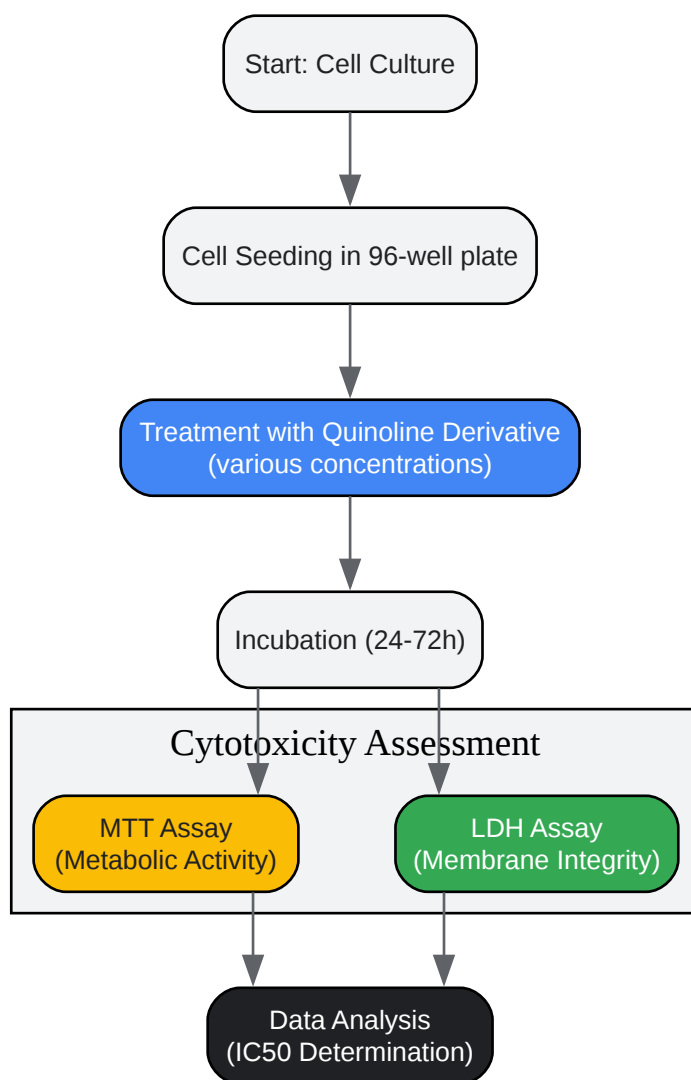 Start: Cell Culture
Cell Seeding in 96-well plate
Treatment with Quinoline Derivative
(various concentrations)
Incubation (24-72h)
Cytotoxicity Assessment
MTT Assay
(Metabolic Activity)
LDH Assay
(Membrane Integrity)
Data Analysis
(IC50 Determination)